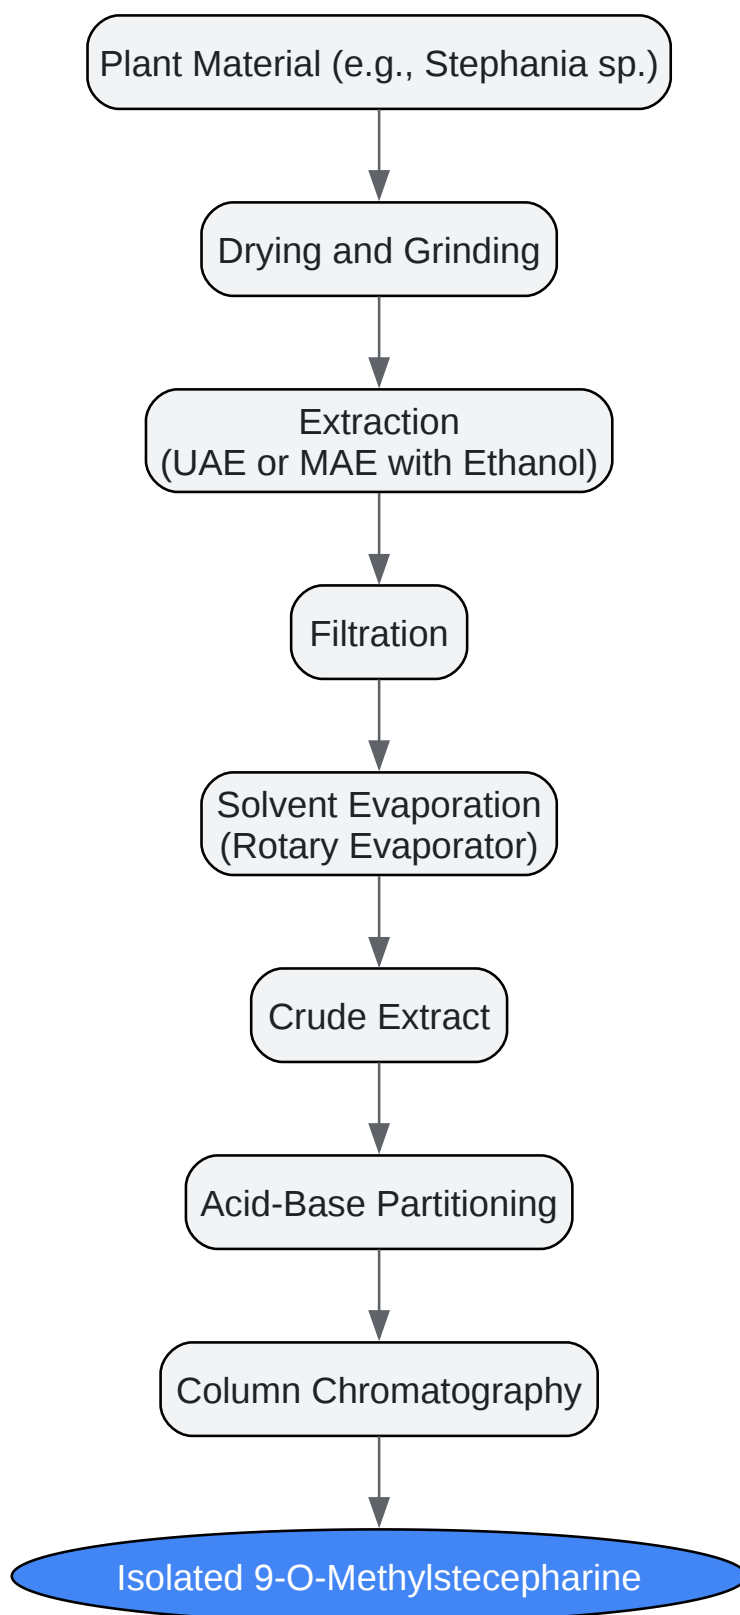 Plant Material (e.g., Stephania sp.)
Drying and Grinding
Extraction
(UAE or MAE with Ethanol)
Filtration
Solvent Evaporation
(Rotary Evaporator)
Crude Extract
Acid-Base Partitioning
Column Chromatography
Isolated 9-O-Methylstecepharine